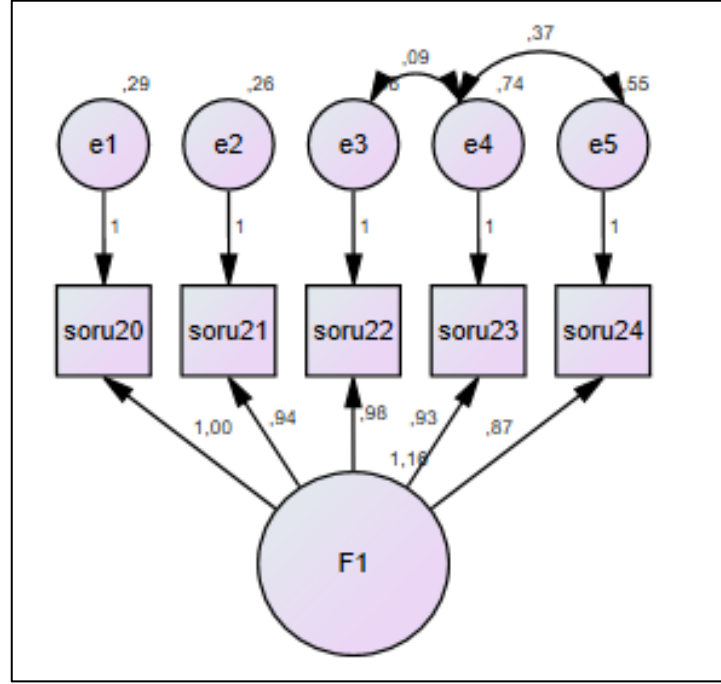 ,37
,09
,29 ,26 ,74 ,55
e1 e2 e3 e4 e5
1 1 1 1 1
soru20 soru21 soru22 soru23 soru24
1,00 ,94 ,98 ,93 ,87
1,16
F1